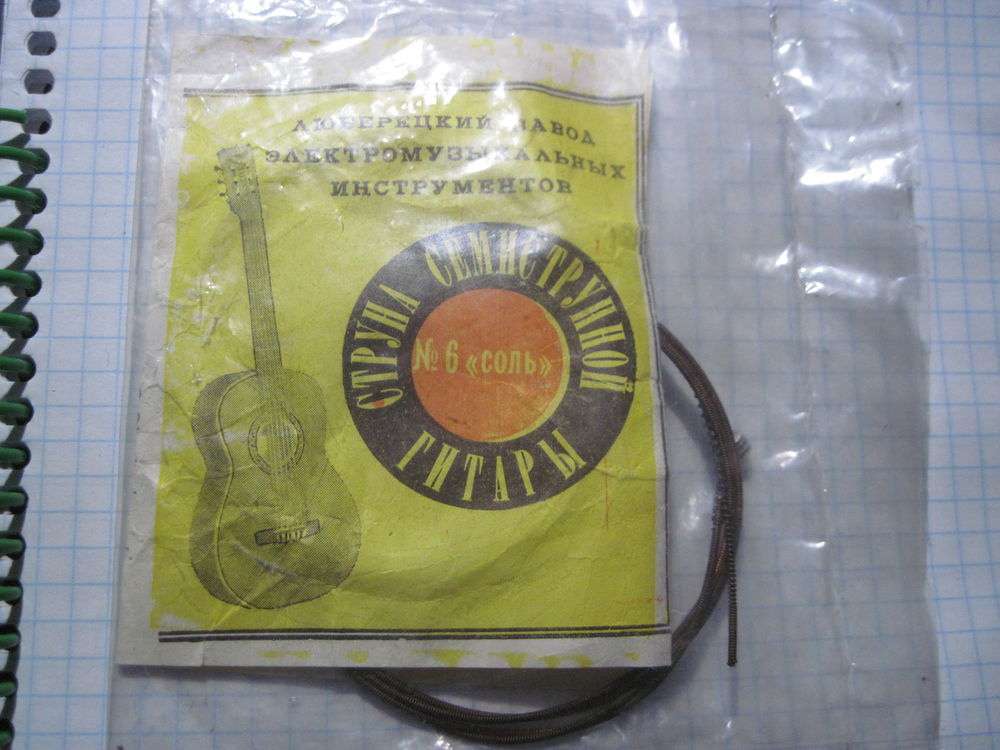 ЛЮБЕРЕЦКИЙ ЗАВОД
ЭЛЕКТРОМУЗЫКАЛЬНЫХ
ИНСТРУМЕНТОВ
СТРУНА СЕМИСТРУННОЙ
ГИТАРЫ
№ 6 «СОЛЬ»